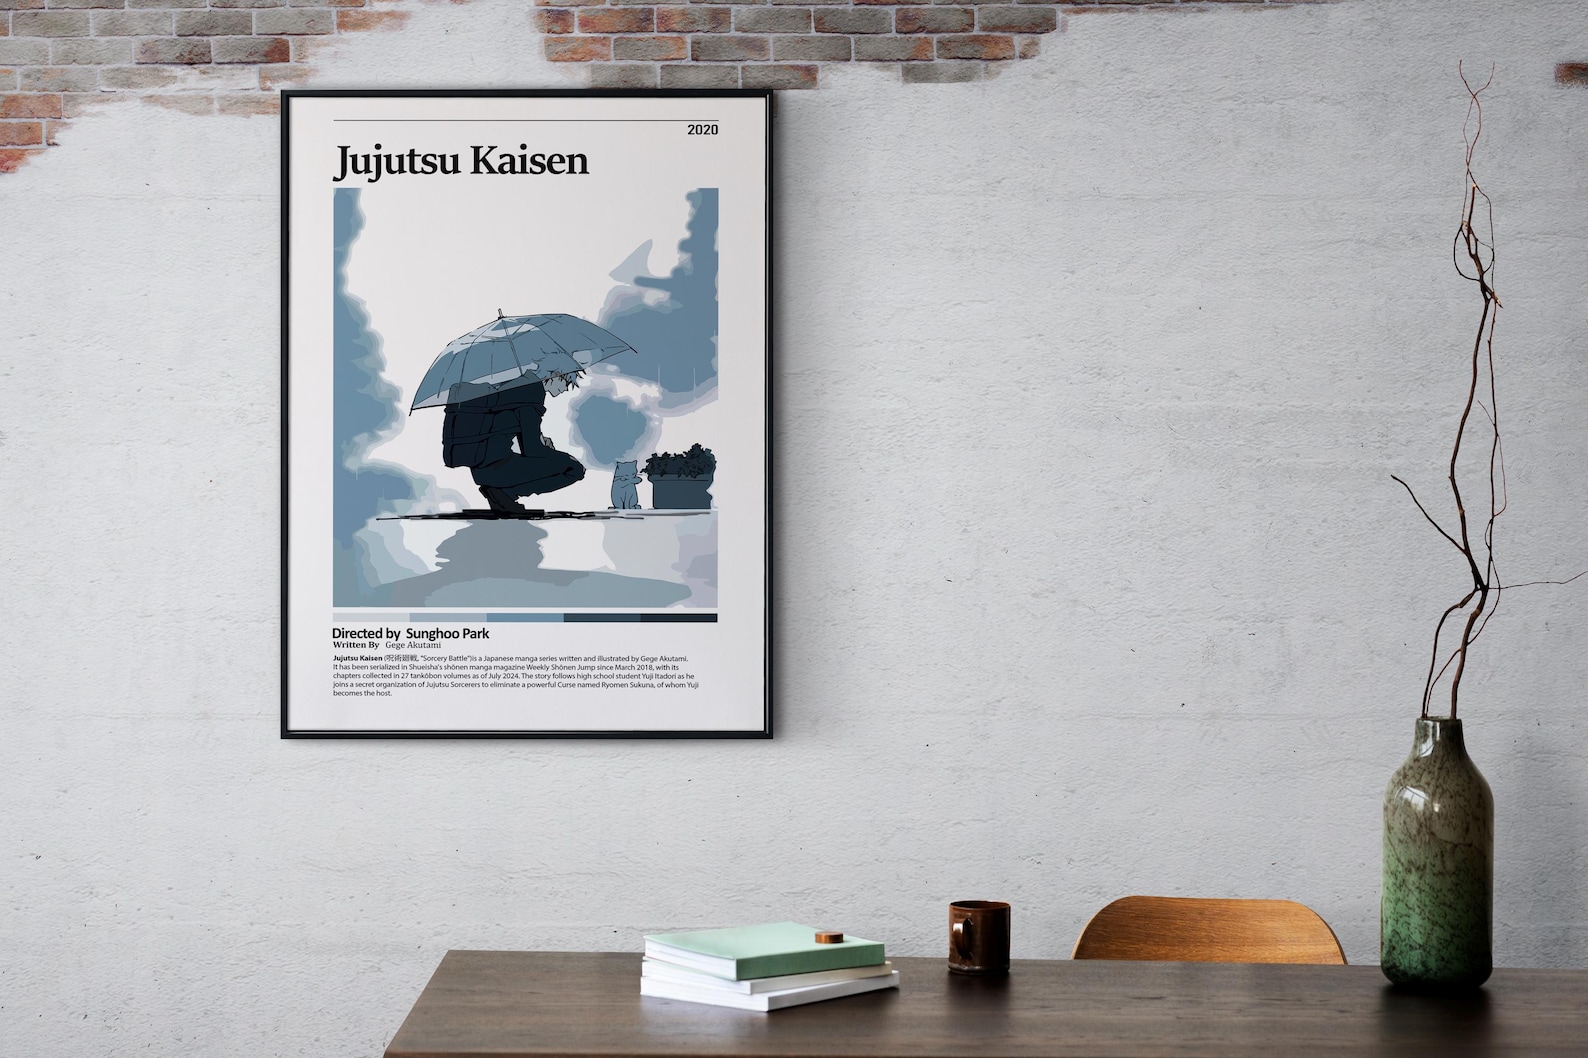 2020
Jujutsu Kaisen
Directed by Sunghoo Park
Written By Gege Akutami
Jujutsu Kaisen (呪術廻戦, "Sorcery Battle")is a Japanese manga series written and illustrated by Gege Akutami.
It has been serialized in Shueisha's shōnen manga magazine Weekly Shōnen Jump since March 2018, with its
chapters collected in 27 tankōbon volumes as of July 2024. The story follows high school student Yuji Itadori as he
joins a secret organization of Jujutsu Sorcerers to eliminate a powerful Curse named Ryomen Sukuna, of whom Yuji
becomes the host.